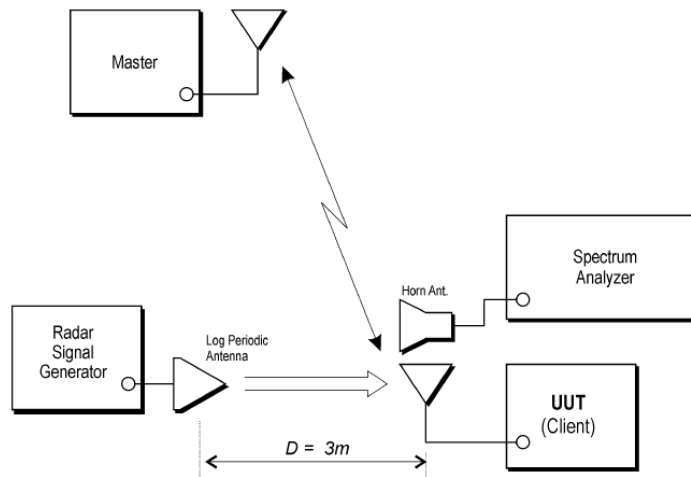 Master
Spectrum
Analyzer
Horn Ant.
Radar
Signal
Generator
Log Periodic
Antenna
UUT
(Client)
D = 3m